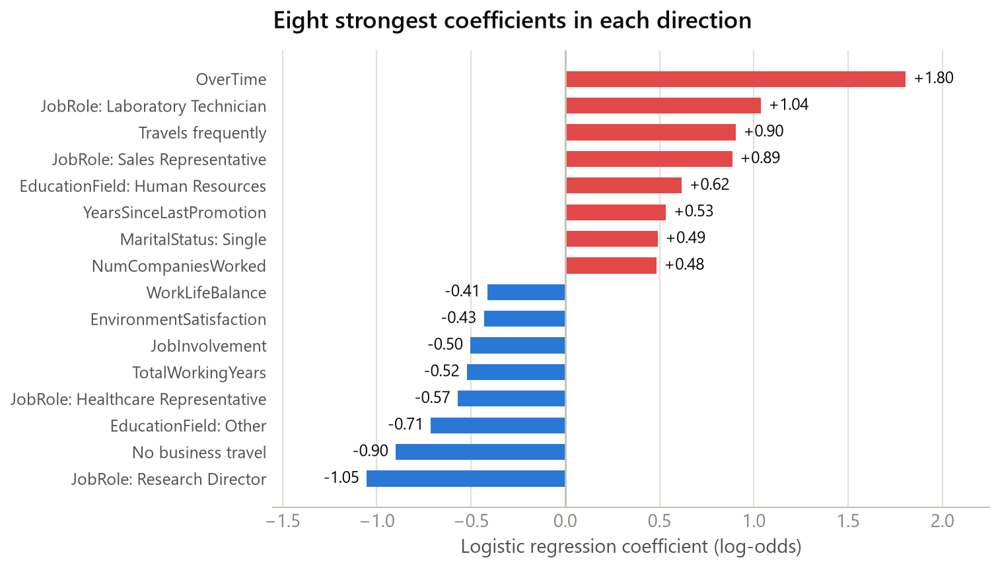 Eight strongest coefficients in each direction
OverTime +1.80
JobRole: Laboratory Technician +1.04
Travels frequently +0.90
JobRole: Sales Representative +0.89
EducationField: Human Resources +0.62
YearsSinceLastPromotion +0.53
MaritalStatus: Single +0.49
NumCompaniesWorked +0.48
WorkLifeBalance -0.41
EnvironmentSatisfaction -0.43
JobInvolvement -0.50
TotalWorkingYears -0.52
JobRole: Healthcare Representative -0.57
EducationField: Other -0.71
No business travel -0.90
JobRole: Research Director -1.05
−1.5 −1.0 −0.5 0.0 0.5 1.0 1.5 2.0
Logistic regression coefficient (log-odds)